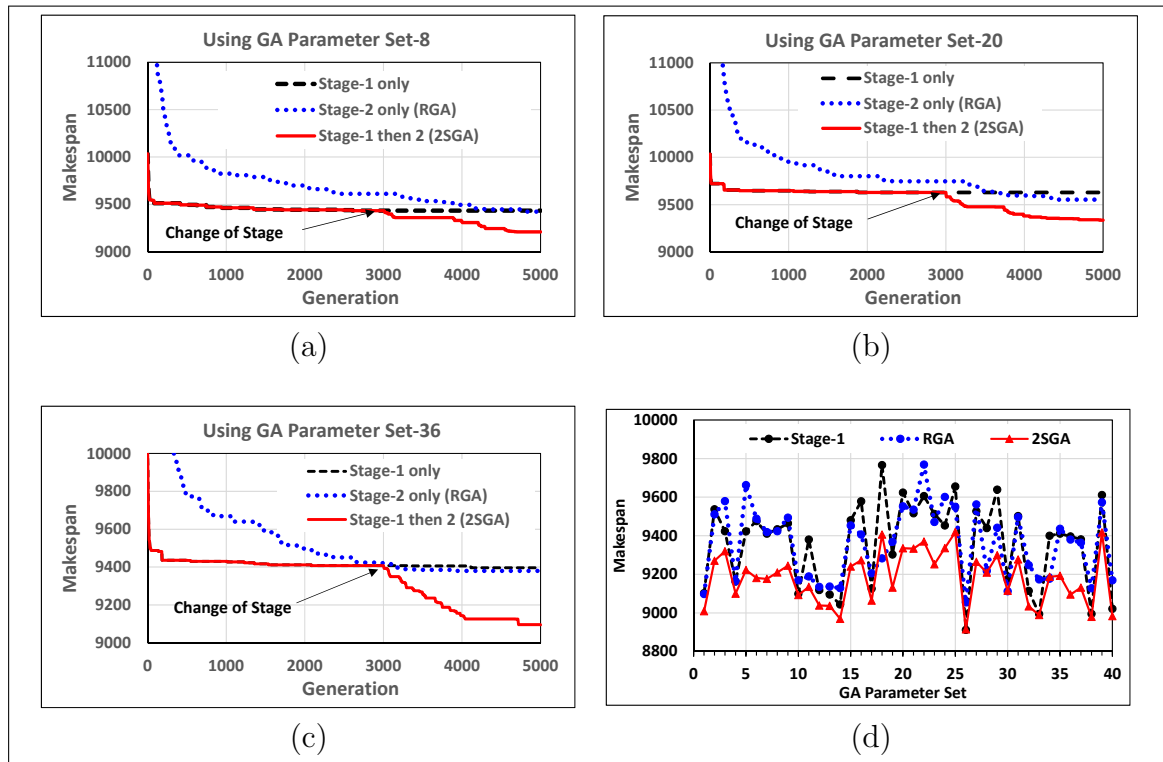 Using GA Parameter Set-8
11000
10500
10000
9500
9000
Makespan
Stage-1 only
Stage-2 only (RGA)
Stage-1 then 2 (2SGA)
Change of Stage
0 1000 2000 3000 4000 5000
Generation
(a)
Using GA Parameter Set-20
11000
10500
10000
9500
9000
Makespan
Stage-1 only
Stage-2 only (RGA)
Stage-1 then 2 (2SGA)
Change of Stage
0 1000 2000 3000 4000 5000
Generation
(b)
Using GA Parameter Set-36
10000
9800
9600
9400
9200
9000
Makespan
Stage-1 only
Stage-2 only (RGA)
Stage-1 then 2 (2SGA)
Change of Stage
0 1000 2000 3000 4000 5000
Generation
(c)
10000
9800
9600
9400
9200
9000
8800
Makespan
Stage-1 RGA 2SGA
0 5 10 15 20 25 30 35 40
GA Parameter Set
(d)